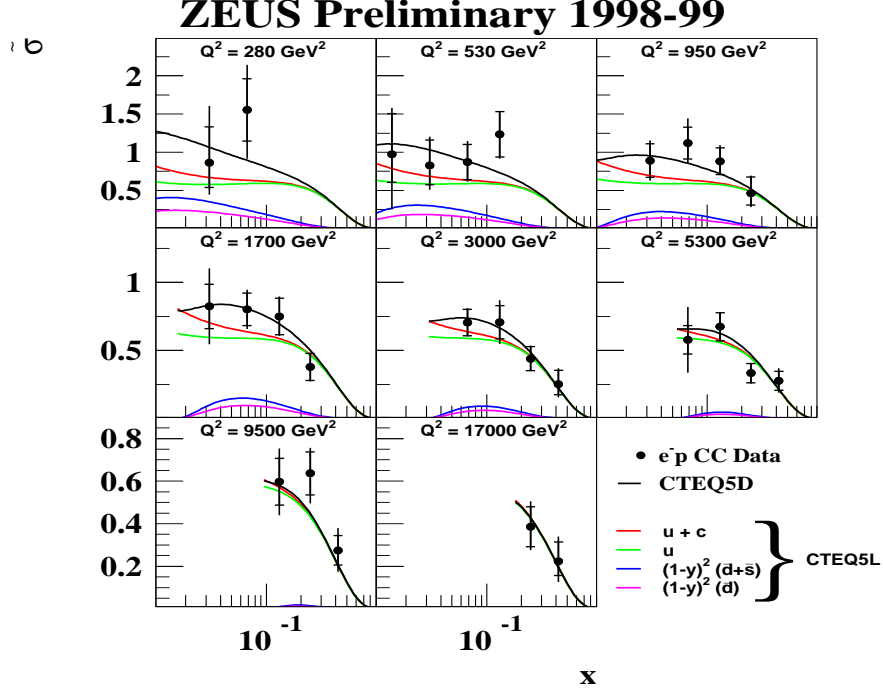 ZEUS Preliminary 1998-99
σ̃
Q² = 280 GeV²
Q² = 530 GeV²
Q² = 950 GeV²
2
1.5
1
0.5
Q² = 1700 GeV²
Q² = 3000 GeV²
Q² = 5300 GeV²
1
0.5
Q² = 9500 GeV²
Q² = 17000 GeV²
0.8
0.6
0.4
0.2
e⁻p CC Data
CTEQ5D
u + c
u
(1-y)² (d̄+s̄)
(1-y)² (d̄)
CTEQ5L
10⁻¹
10⁻¹
x